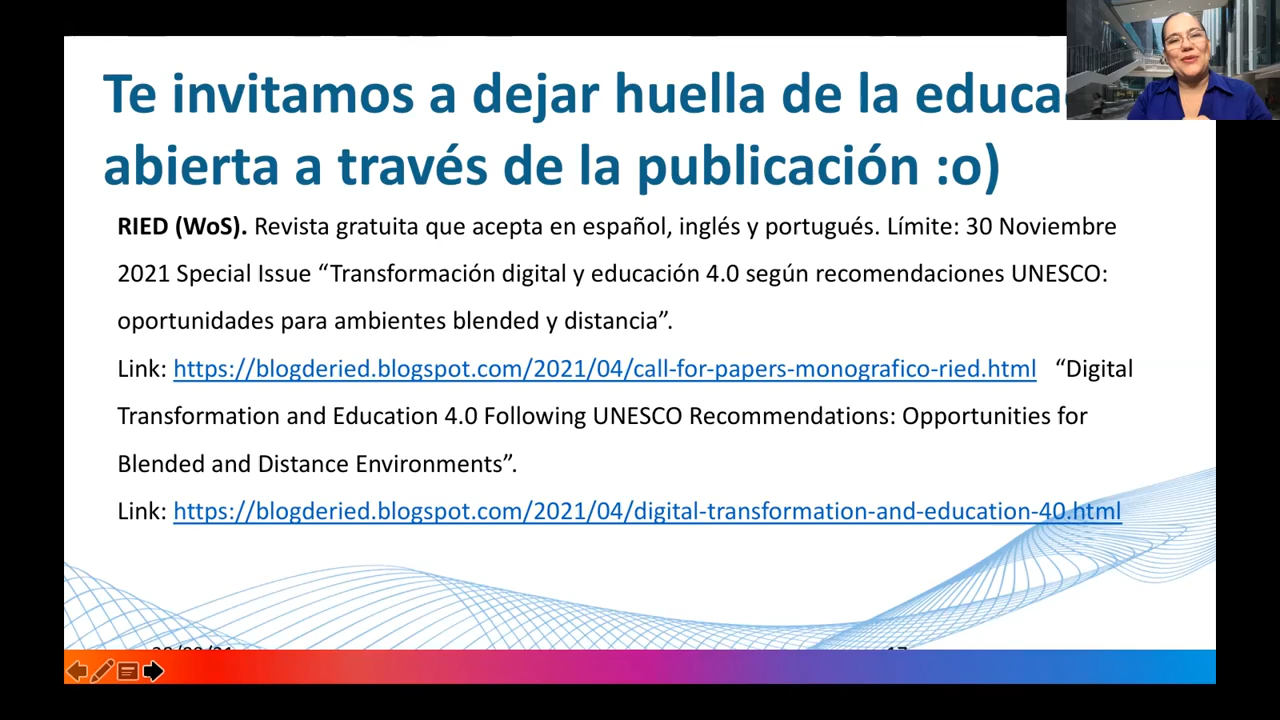 Te invitamos a dejar huella de la
abierta a través de la publicación :o)
RIED (WoS). Revista gratuita que acepta en español, inglés y portugués. Límite: 30 Noviembre
2021 Special Issue “Transformación digital y educación 4.0 según recomendaciones UNESCO:
oportunidades para ambientes blended y distancia”.
Link: https://blogderied.blogspot.com/2021/04/call-for-papers-monografico-ried.html “Digital
Transformation and Education 4.0 Following UNESCO Recommendations: Opportunities for
Blended and Distance Environments”.
Link: https://blogderied.blogspot.com/2021/04/digital-transformation-and-education-40.html